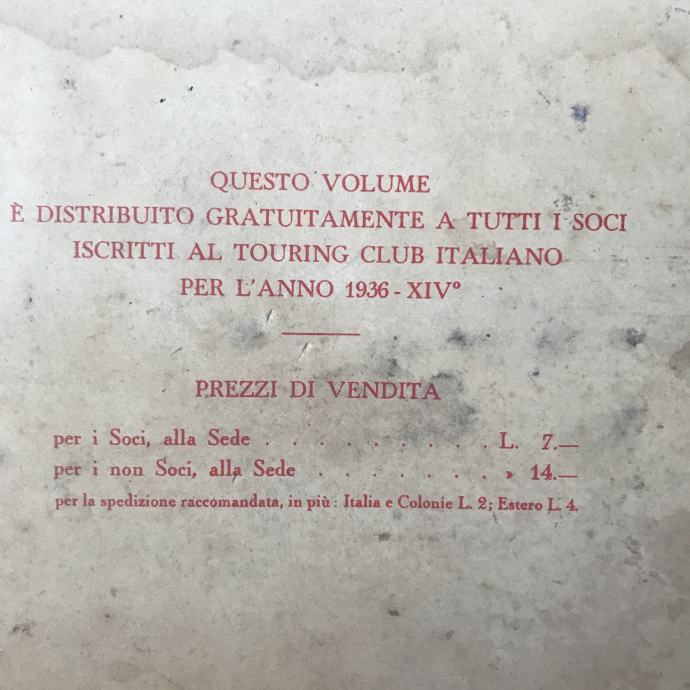 QUESTO VOLUME
È DISTRIBUITO GRATUITAMENTE A TUTTI I SOCI
ISCRITTI AL TOURING CLUB ITALIANO
PER L'ANNO 1936 - XIVº
PREZZI DI VENDITA
per i Soci, alla Sede . . . . . . . . . . L. 7.—
per i non Soci, alla Sede . . . . . . . » 14.—
per la spedizione raccomandata, in più : Italia e Colonie L. 2; Estero L. 4.